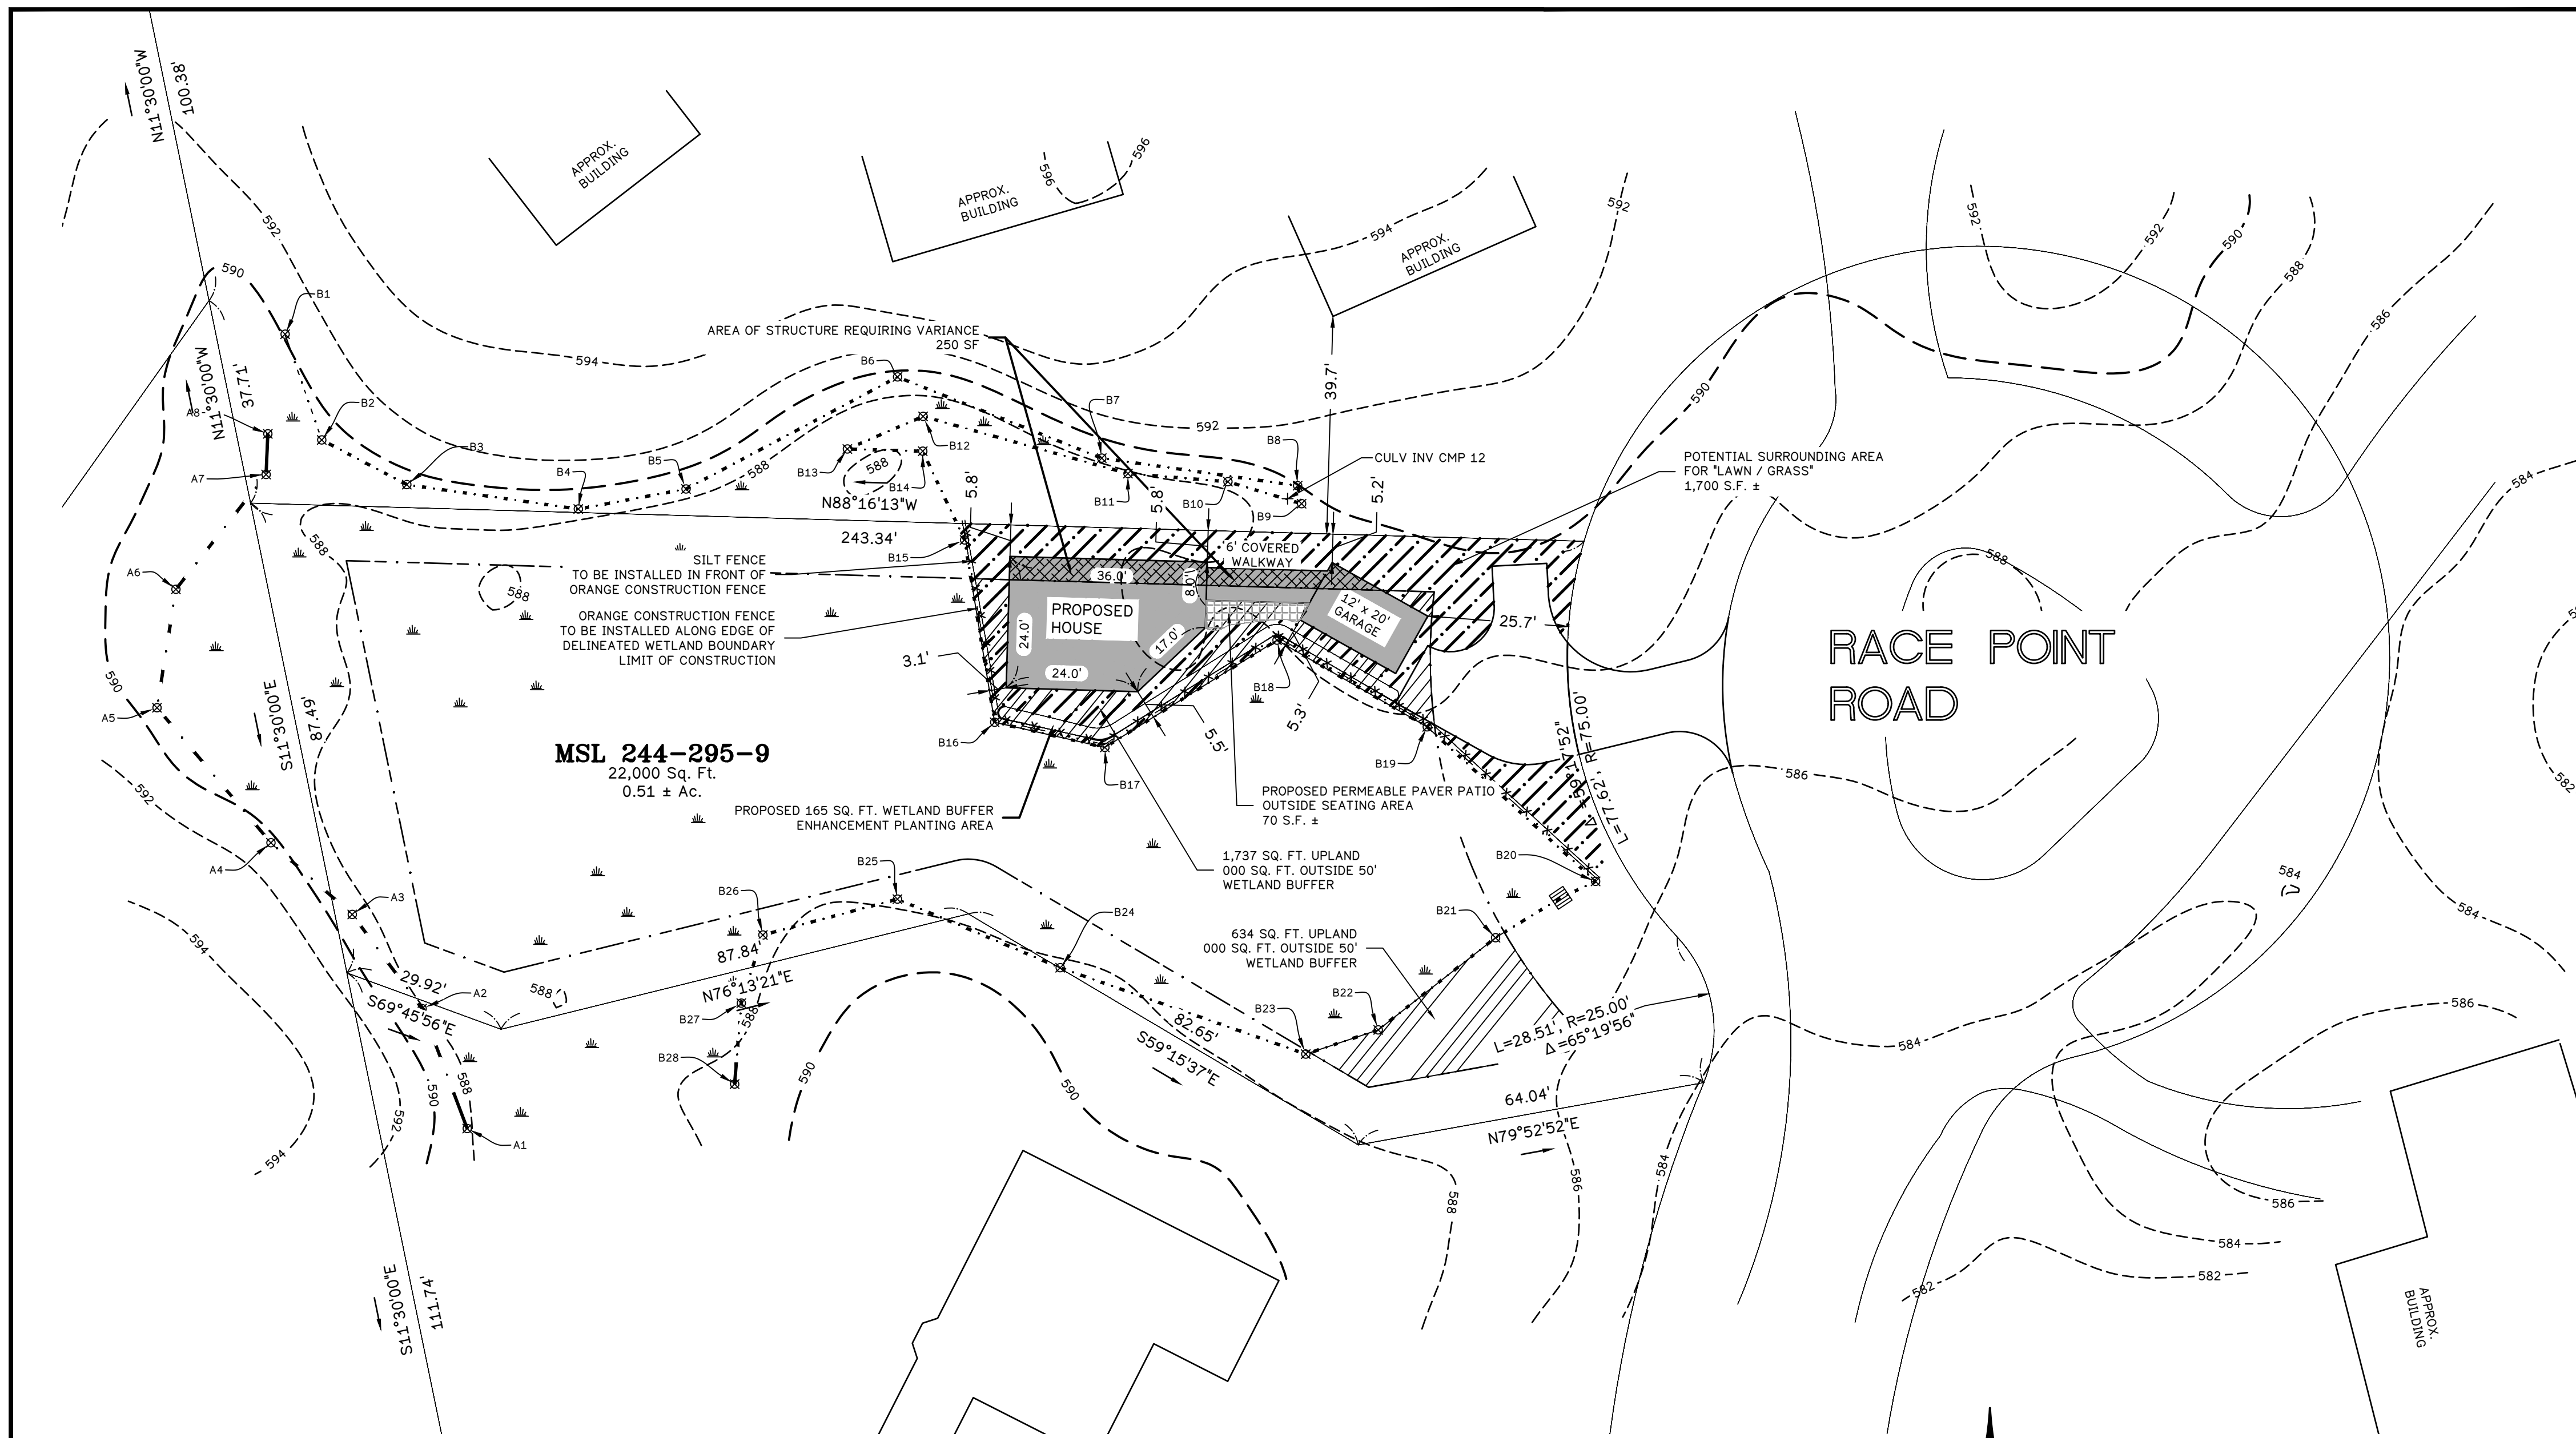 N11°30'00"W
100.38'
APPROX.
BUILDING
APPROX.
BUILDING
596
596
APPROX.
BUILDING
594
592
592
592
590
588
586
584
582
592
590
B1
594
AREA OF STRUCTURE REQUIRING VARIANCE
250 SF
B6
N11°30'00"W
37.71'
A8
B2
B3
A7
B4
B5
588
B13
588
B12
B14
B7
592
B11
B10
B8
B9
39.7'
CULV INV CMP 12
590
POTENTIAL SURROUNDING AREA
FOR "LAWN / GRASS"
1,700 S.F. ±
N88°16'13"W
243.34'
5.8'
5.8'
5.2'
B15
588
588
A6
588
SILT FENCE
TO BE INSTALLED IN FRONT OF
ORANGE CONSTRUCTION FENCE
ORANGE CONSTRUCTION FENCE
TO BE INSTALLED ALONG EDGE OF
DELINEATED WETLAND BOUNDARY
LIMIT OF CONSTRUCTION
6' COVERED
WALKWAY
36.0'
8.0'
PROPOSED
HOUSE
24.0'
17.0'
24.0'
12' x 20'
GARAGE
25.7'
RACE POINT
ROAD
3.1'
590
A5
S11°30'00"E
87.49'
B16
B17
5.5'
B18
5.3'
B19
Δ=59°17'52"
L=77.62', R=75.00'
MSL 244-295-9
22,000 Sq. Ft.
0.51 ± Ac.
PROPOSED 165 SQ. FT. WETLAND BUFFER
ENHANCEMENT PLANTING AREA
PROPOSED PERMEABLE PAVER PATIO
OUTSIDE SEATING AREA
70 S.F. ±
586
592
A4
1,737 SQ. FT. UPLAND
000 SQ. FT. OUTSIDE 50'
WETLAND BUFFER
B20
B25
B26
A3
B24
B21
634 SQ. FT. UPLAND
000 SQ. FT. OUTSIDE 50'
WETLAND BUFFER
584
584
594
87.84'
N76°13'21"E
29.92'
S69°45'56"E
A2
588
B27
588
B28
B23
B22
L=28.51', R=25.00'
Δ=65°19'56"
584
586
82.65'
S59°15'37"E
590
590
64.04'
N79°52'52"E
592
590
588
A1
594
588
586
584
586
584
582
582
S11°30'00"E
111.74'
APPROX.
BUILDING